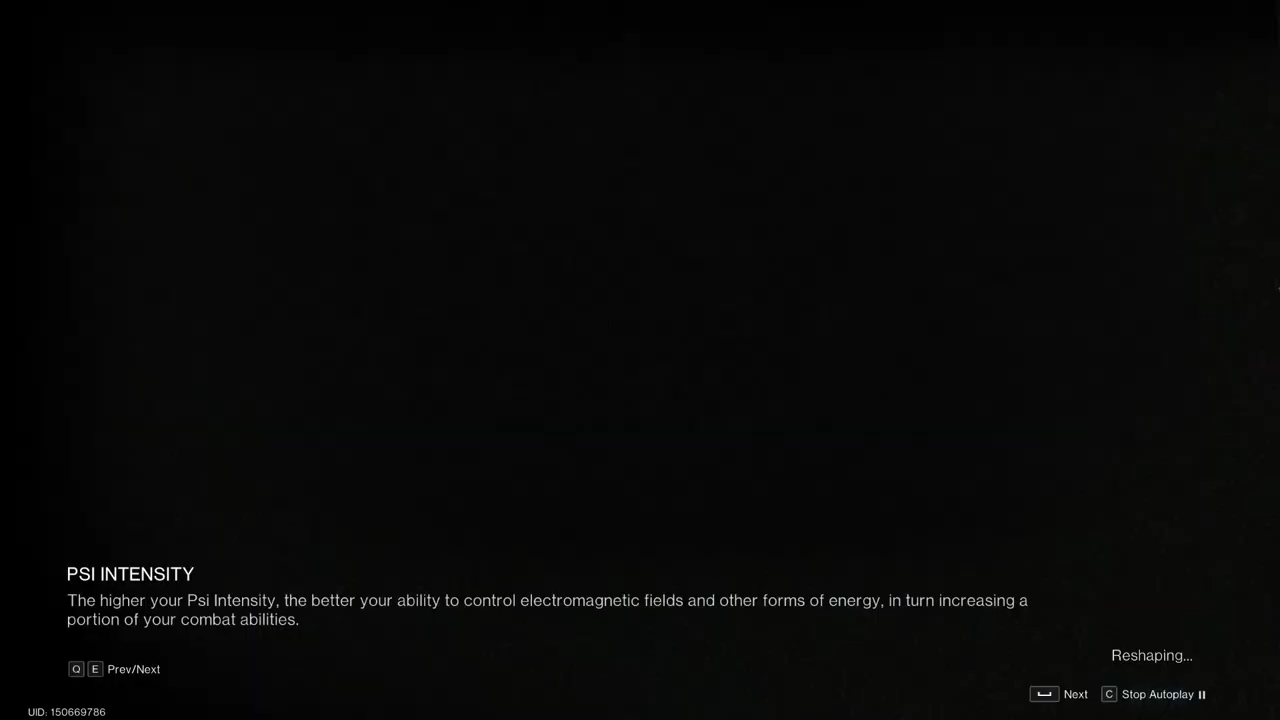 PSI INTENSITY
The higher your Psi Intensity, the better your ability to control electromagnetic fields and other forms of energy, in turn increasing a
portion of your combat abilities.
Reshaping...
Q E Prev/Next
Next C Stop Autoplay
UID: 150669786